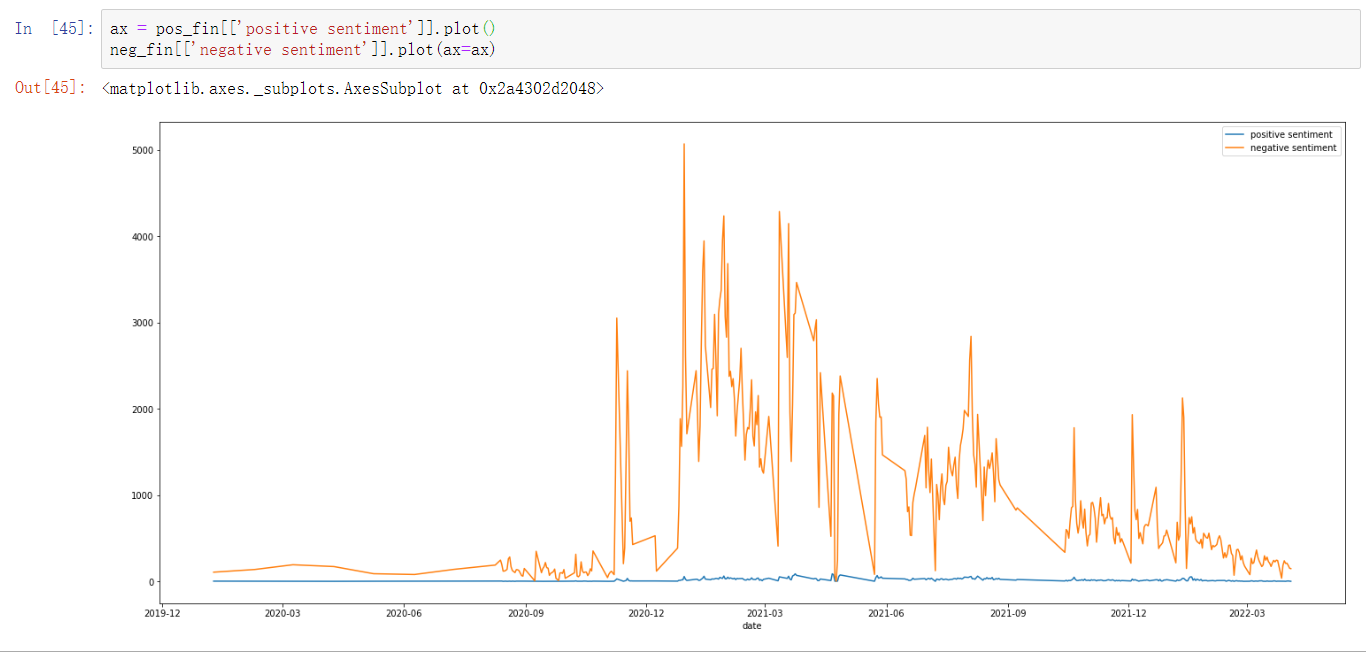 In [45]: ax = pos_fin[['positive sentiment']].plot()
neg_fin[['negative sentiment']].plot(ax=ax)
Out[45]: <matplotlib.axes._subplots.AxesSubplot at 0x2a4302d2048>
positive sentiment
negative sentiment
5000
4000
3000
2000
1000
0
2019-12 2020-03 2020-06 2020-09 2020-12 2021-03 2021-06 2021-09 2021-12 2022-03
date